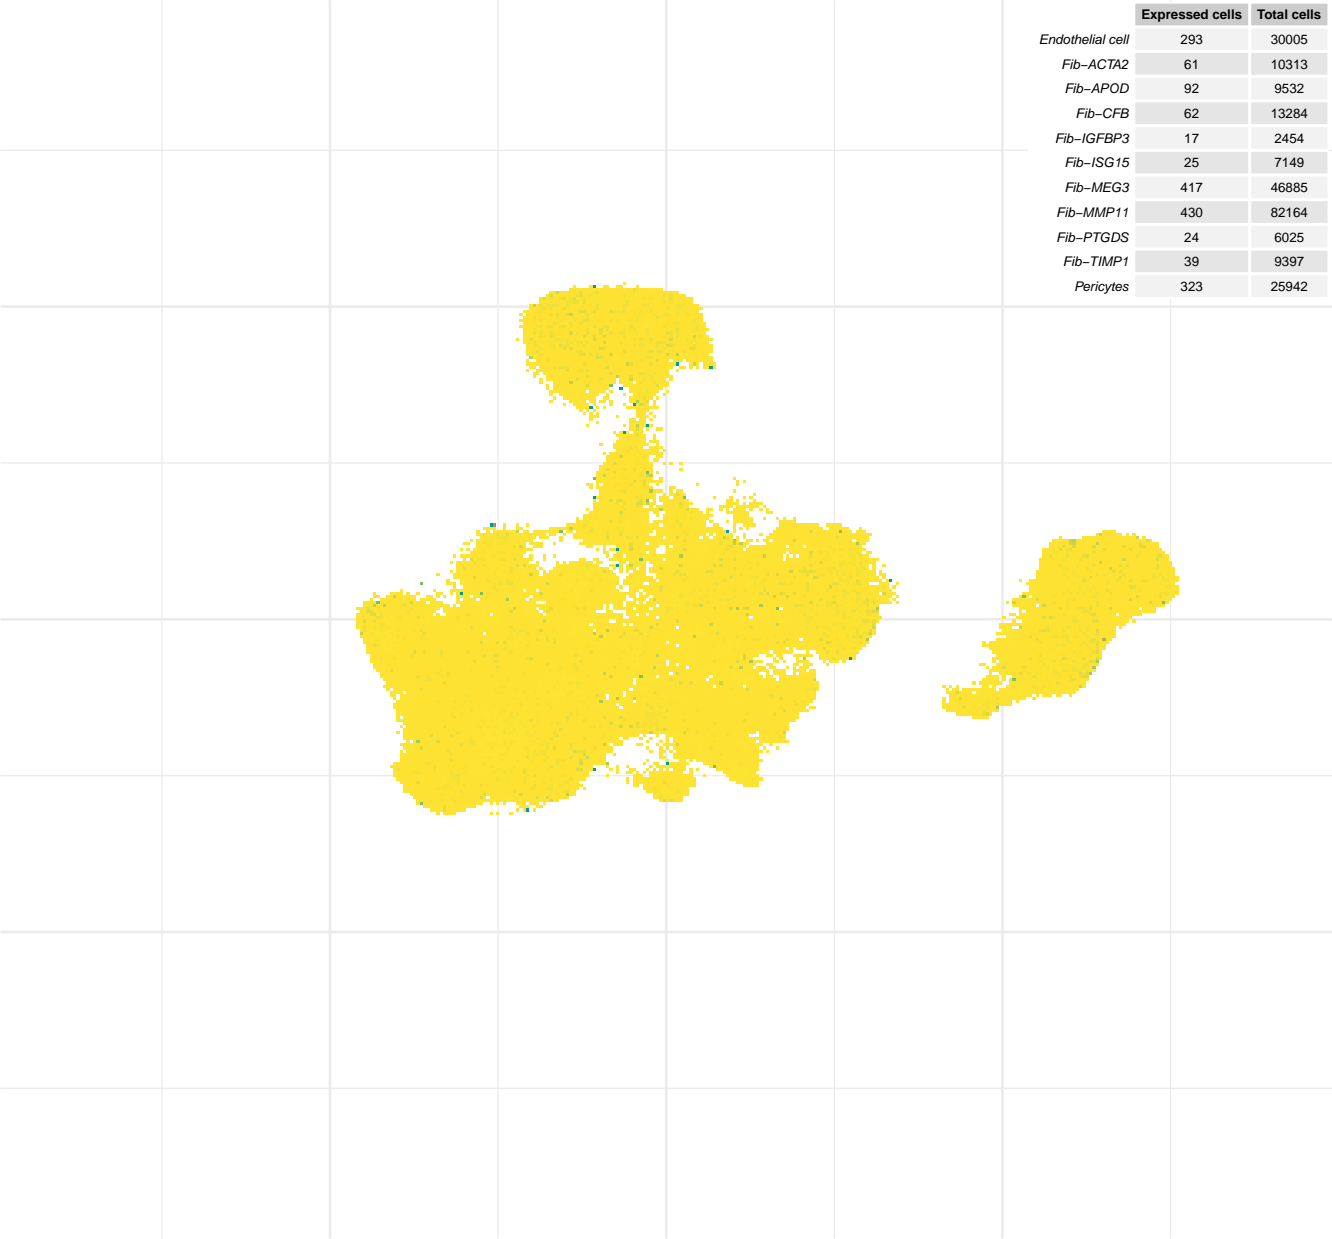 Expressed cells Total cells
Endothelial cell 293 30005
Fib−ACTA2 61 10313
Fib−APOD 92 9532
Fib−CFB 62 13284
Fib−IGFBP3 17 2454
Fib−ISG15 25 7149
Fib−MEG3 417 46885
Fib−MMP11 430 82164
Fib−PTGDS 24 6025
Fib−TIMP1 39 9397
Pericytes 323 25942